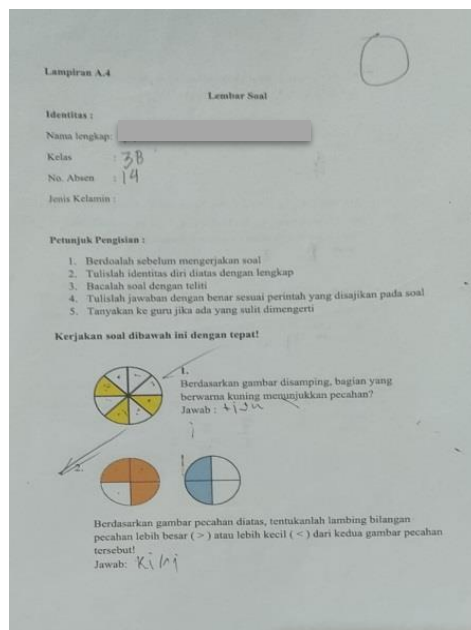 Lampiran A.4
Lembar Soal
Identitas :
Nama lengkap:
Kelas : 3B
No. Absen : 14
Jenis Kelamin :
Petunjuk Pengisian :
1. Berdoalah sebelum mengerjakan soal
2. Tulislah identitas diri diatas dengan lengkap
3. Bacalah soal dengan teliti
4. Tulislah jawaban dengan benar sesuai perintah yang disajikan pada soal
5. Tanyakan ke guru jika ada yang sulit dimengerti
Kerjakan soal dibawah ini dengan tepat!
1.
Berdasarkan gambar disamping, bagian yang
berwarna kuning menunjukkan pecahan?
Jawab :
2.
Berdasarkan gambar pecahan diatas, tentukanlah lambing bilangan
pecahan lebih besar ( > ) atau lebih kecil ( < ) dari kedua gambar pecahan
tersebut!
Jawab: